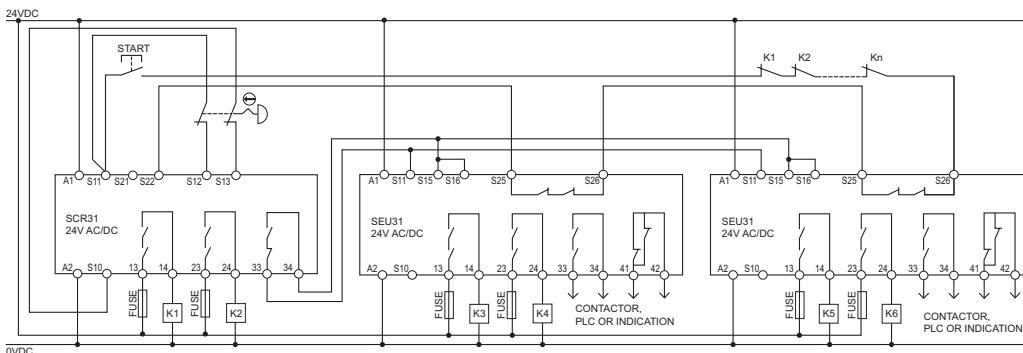 24VDC
START
K1 K2 Kn
A1 S11 S21 S22 S12 S13
A1 S11 S15 S16 S25 S26
A1 S11 S15 S16 S25 S26
SCR31
24V AC/DC
SEU31
24V AC/DC
SEU31
24V AC/DC
A2 S10 13 14 23 24 33 34
A2 S10 13 14 23 24 33 34 41 42
A2 S10 13 14 23 24 33 34 41 42
FUSE K1 FUSE K2
FUSE K3 FUSE K4
CONTACTOR,
PLC OR INDICATION
FUSE K5 FUSE K6
CONTACTOR,
PLC OR INDICATION
0VDC